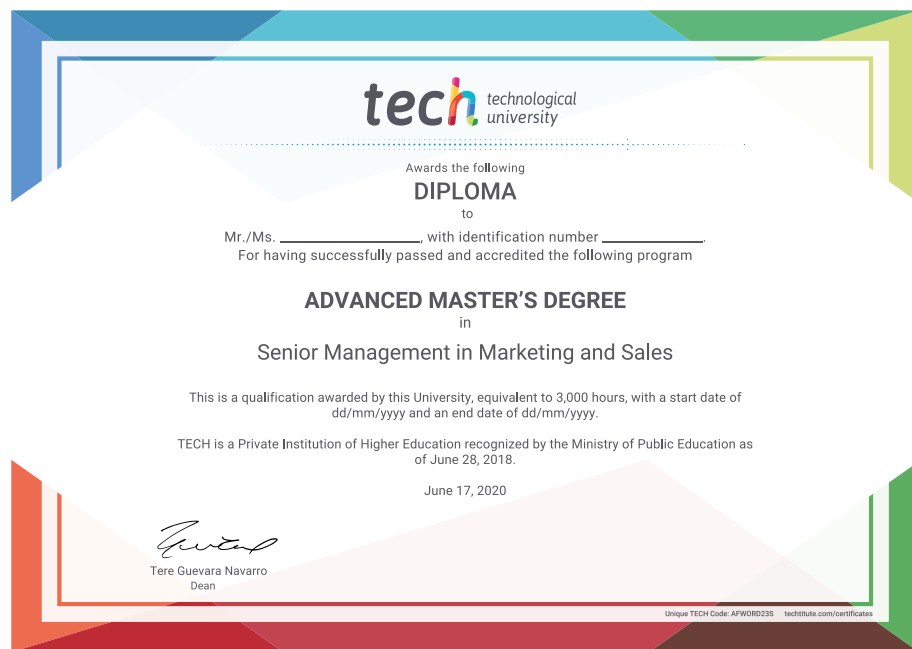 tech technological
university
Awards the following
DIPLOMA
to
Mr./Ms. ____________________, with identification number ______________.
For having successfully passed and accredited the following program
ADVANCED MASTER'S DEGREE
in
Senior Management in Marketing and Sales
This is a qualification awarded by this University, equivalent to 3,000 hours, with a start date of
dd/mm/yyyy and an end date of dd/mm/yyyy.
TECH is a Private Institution of Higher Education recognized by the Ministry of Public Education as
of June 28, 2018.
June 17, 2020
Tere Guevara Navarro
Dean
Unique TECH Code: AFWORD23S techtitute.com/certificates